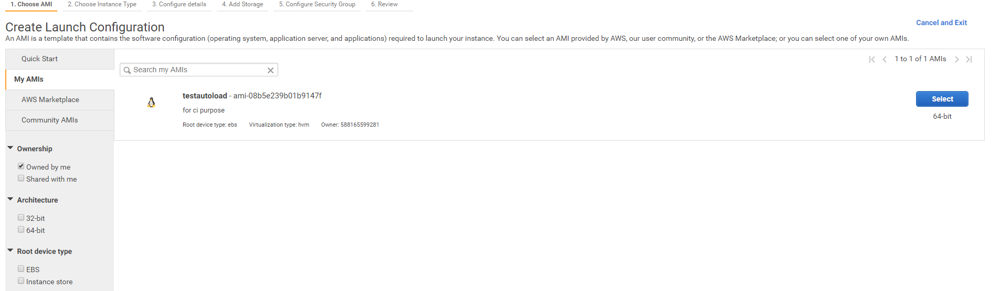 1. Choose AMI 2. Choose Instance Type 3. Configure details 4. Add Storage 5. Configure Security Group 6. Review
Create Launch Configuration
Cancel and Exit
An AMI is a template that contains the software configuration (operating system, application server, and applications) required to launch your instance. You can select an AMI provided by AWS, our user community, or the AWS Marketplace; or you can select one of your own AMIs.
Quick Start
My AMIs
AWS Marketplace
Community AMIs
Ownership
Owned by me
Shared with me
Architecture
32-bit
64-bit
Root device type
EBS
Instance store
1 to 1 of 1 AMIs
Search my AMIs
testautoload - ami-08b5e239b01b9147f
for ci purpose
Root device type: ebs Virtualization type: hvm Owner: 588165599281
Select
64-bit